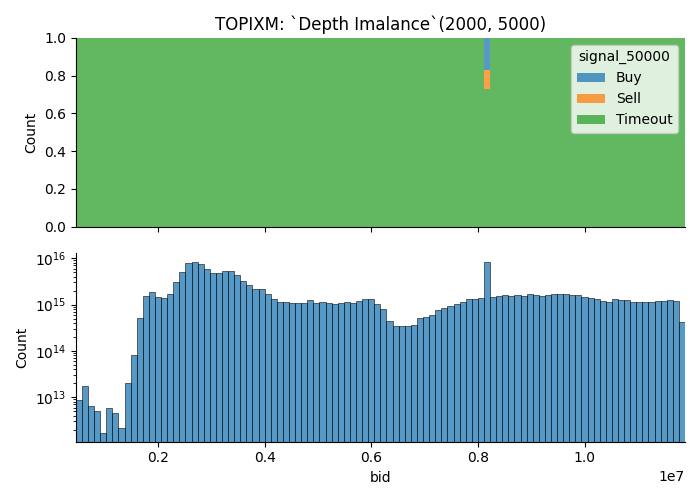 TOPIXM: `Depth Imalance`(2000, 5000)
Count
1.0
0.8
0.6
0.4
0.2
0.0
signal_50000
Buy
Sell
Timeout
Count
10^16
10^15
10^14
10^13
0.2
0.4
0.6
0.8
1.0
1e7
bid